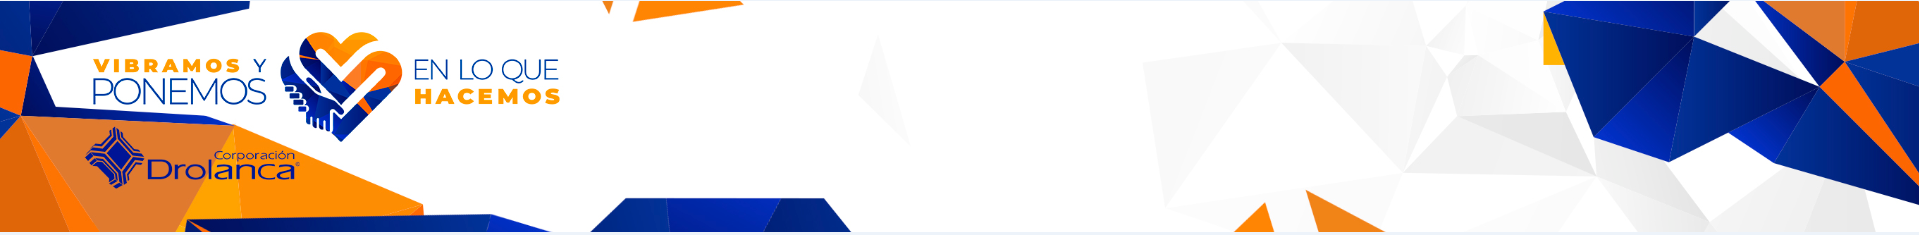 VIBRAMOS Y
PONEMOS
EN LO QUE
HACEMOS
Corporación
Drolanca®